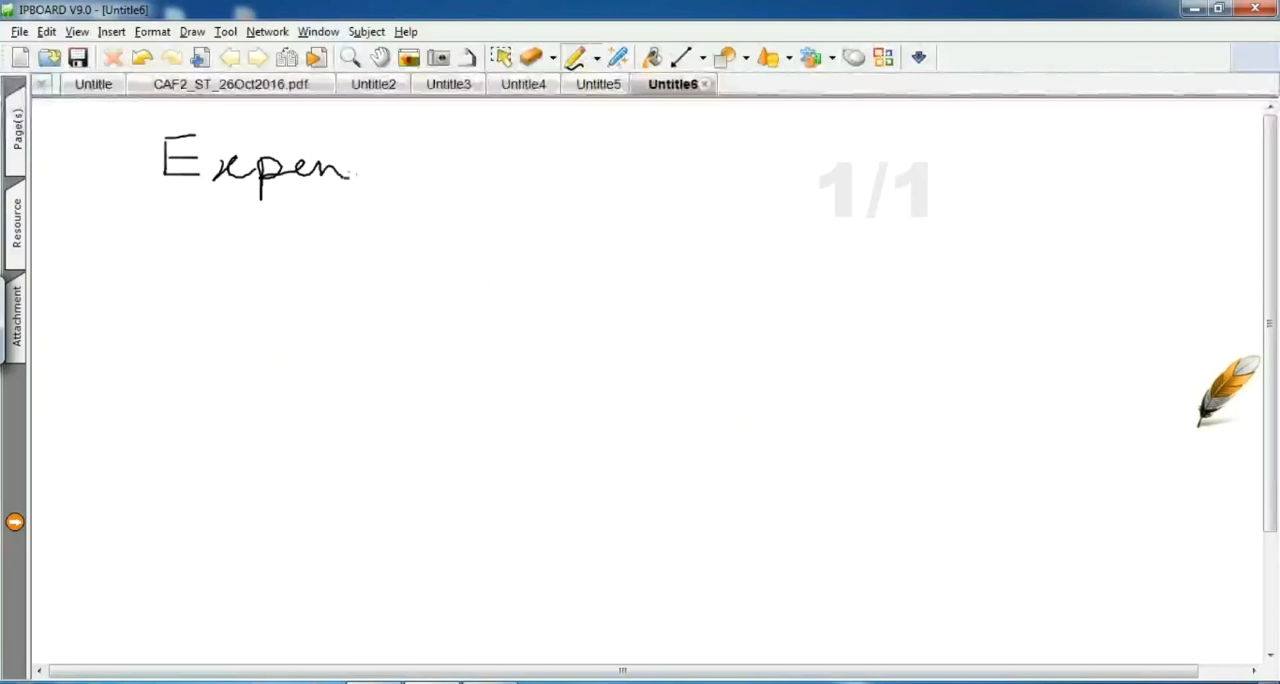 IPBOARD V9.0 - [Untitle6]
File Edit View Insert Format Draw Tool Network Window Subject Help
Untitle CAF2_ST_26Oct2016.pdf Untitle2 Untitle3 Untitle4 Untitle5 Untitle6
Page(s)
Resource
Attachment
Expen
1/1